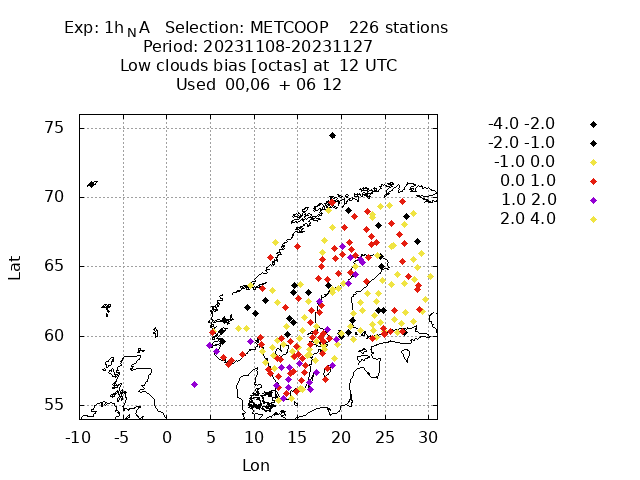 Exp: 1h N A Selection: METCOOP 226 stations
Period: 20231108-20231127
Low clouds bias [octas] at 12 UTC
Used 00,06 + 06 12
75
70
65
60
55
-10 -5 0 5 10 15 20 25 30
Lat
Lon
-4.0 -2.0
-2.0 -1.0
-1.0 0.0
0.0 1.0
1.0 2.0
2.0 4.0